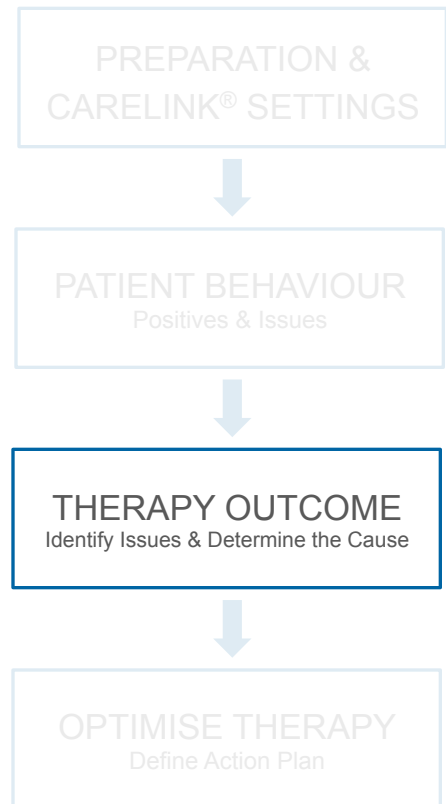 PREPARATION &
CARELINK® SETTINGS
PATIENT BEHAVIOUR
Positives & Issues
THERAPY OUTCOME
Identify Issues & Determine the Cause
OPTIMISE THERAPY
Define Action Plan